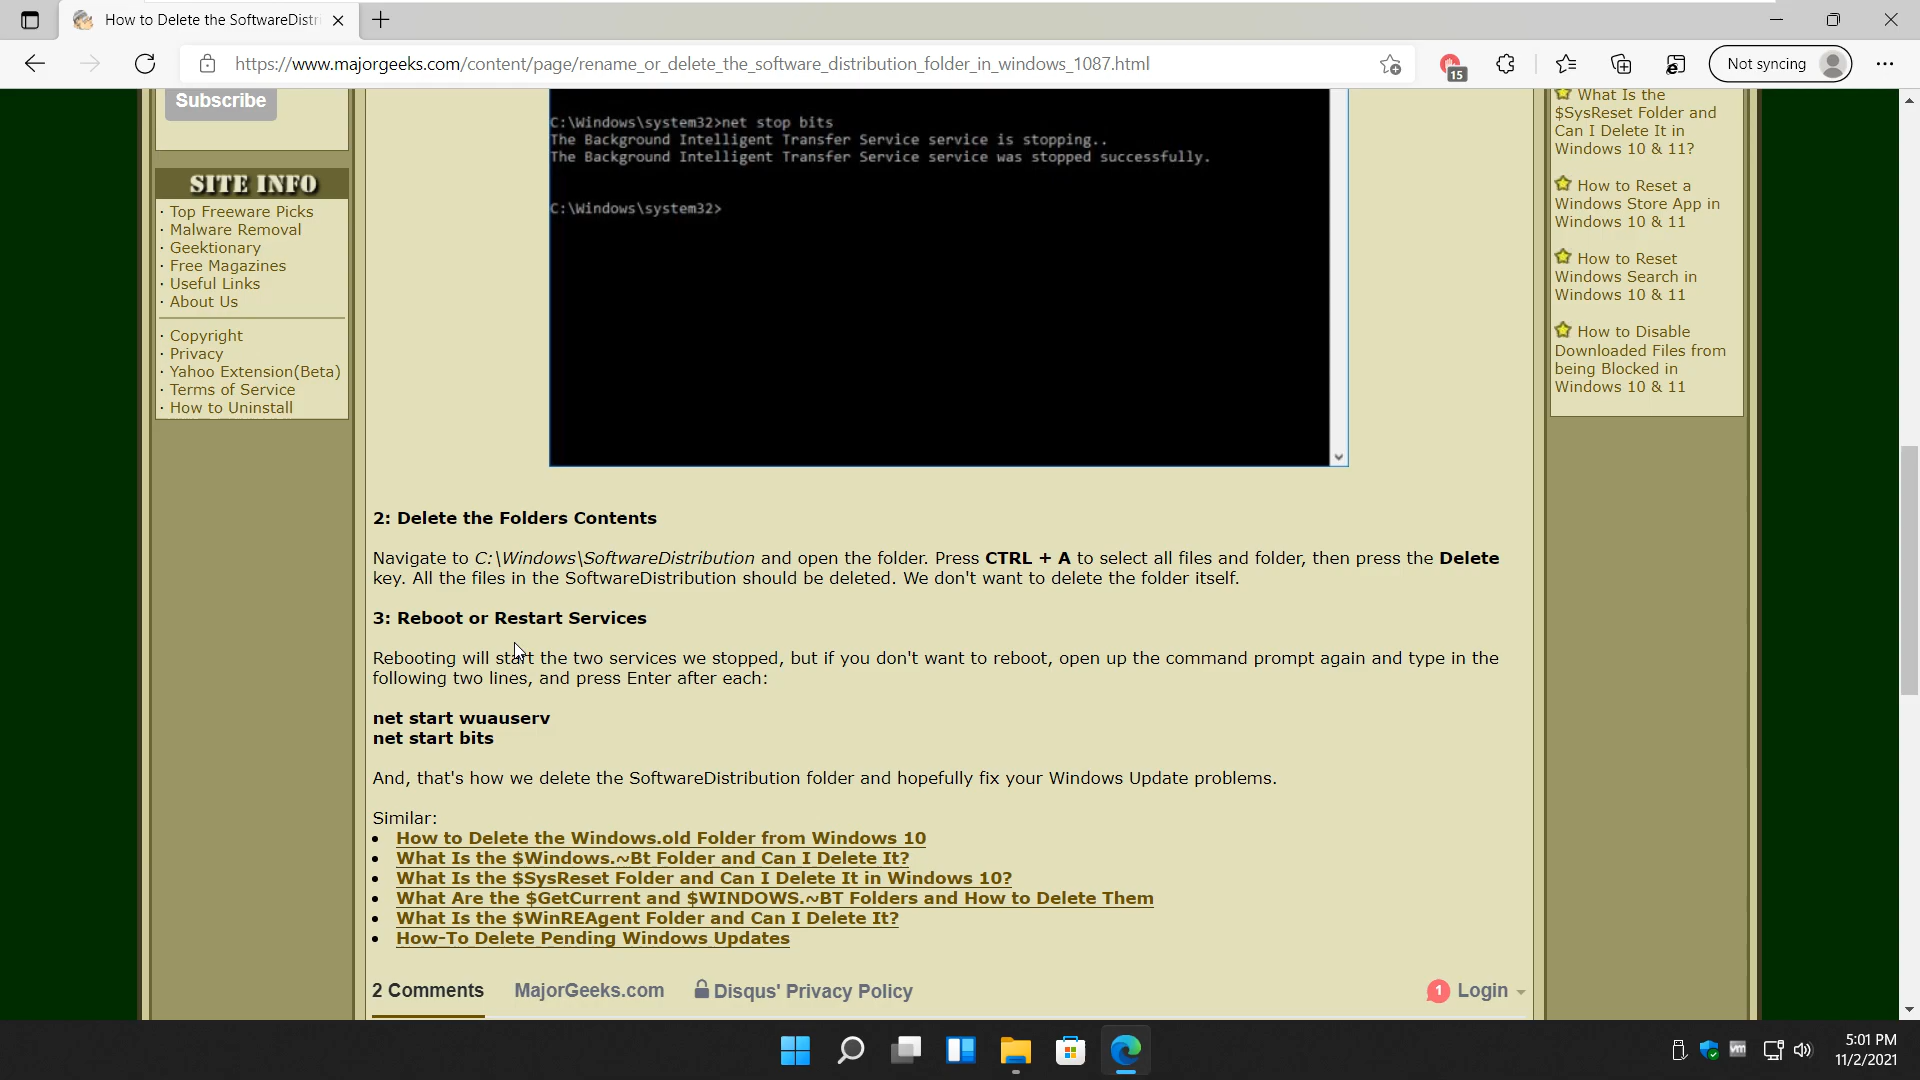 How to Delete the SoftwareDistri
https://www.majorgeeks.com/content/page/rename_or_delete_the_software_distribution_folder_in_windows_1087.html
15
Not syncing
Subscribe
SITE INFO
· Top Freeware Picks
· Malware Removal
· Geektionary
· Free Magazines
· Useful Links
· About Us
· Copyright
· Privacy
· Yahoo Extension(Beta)
· Terms of Service
· How to Uninstall
C:\Windows\system32>net stop bits
The Background Intelligent Transfer Service service is stopping..
The Background Intelligent Transfer Service service was stopped successfully.
C:\Windows\system32>
2: Delete the Folders Contents
Navigate to C:\Windows\SoftwareDistribution and open the folder. Press CTRL + A to select all files and folder, then press the Delete
key. All the files in the SoftwareDistribution should be deleted. We don't want to delete the folder itself.
3: Reboot or Restart Services
Rebooting will start the two services we stopped, but if you don't want to reboot, open up the command prompt again and type in the
following two lines, and press Enter after each:
net start wuauserv
net start bits
And, that's how we delete the SoftwareDistribution folder and hopefully fix your Windows Update problems.
Similar:
• How to Delete the Windows.old Folder from Windows 10
• What Is the $Windows.~Bt Folder and Can I Delete It?
• What Is the $SysReset Folder and Can I Delete It in Windows 10?
• What Are the $GetCurrent and $WINDOWS.~BT Folders and How to Delete Them
• What Is the $WinREAgent Folder and Can I Delete It?
• How-To Delete Pending Windows Updates
2 Comments MajorGeeks.com Disqus' Privacy Policy 1 Login
What Is the
$SysReset Folder and
Can I Delete It in
Windows 10 & 11?
How to Reset a
Windows Store App in
Windows 10 & 11
How to Reset
Windows Search in
Windows 10 & 11
How to Disable
Downloaded Files from
being Blocked in
Windows 10 & 11
vm
5:01 PM
11/2/2021